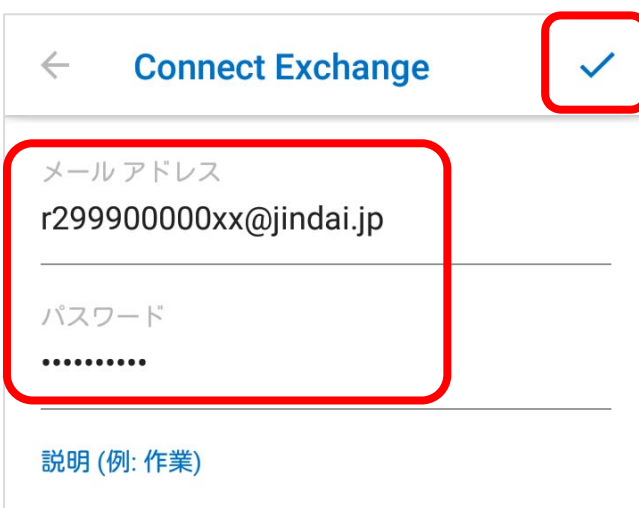 Connect Exchange
メール アドレス
r299900000xx@jindai.jp
パスワード
••••••••••
説明 (例: 作業)